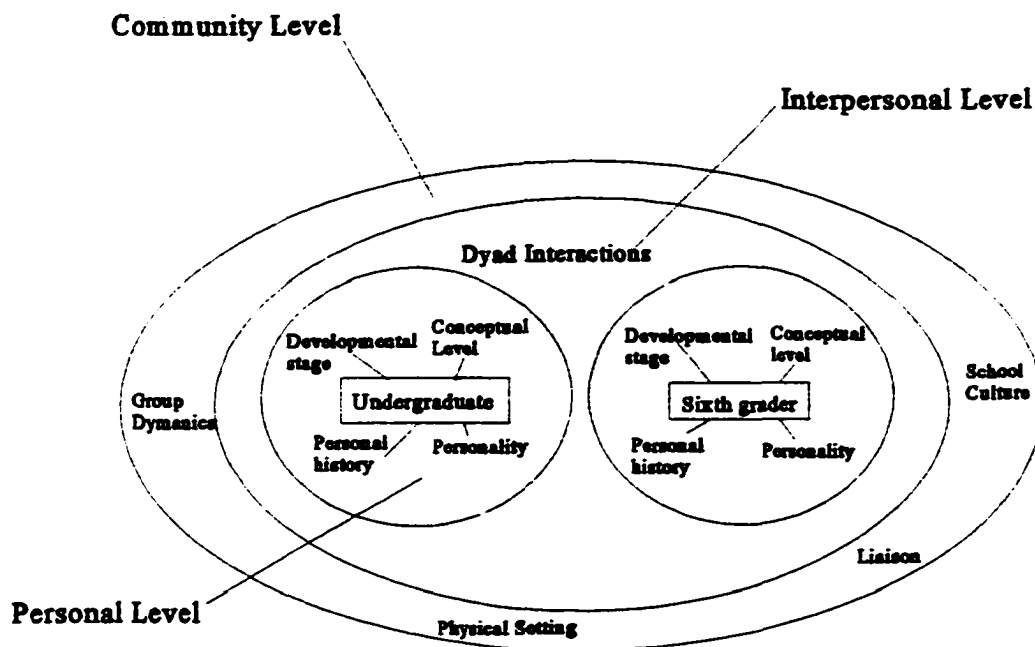 Community Level
Interpersonal Level
Dyad Interactions
Developmental
stage
Conceptual
Level
Undergraduate
Personal
history
Personality
Developmental
stage
Conceptual
level
Sixth grader
Personal
history
Personality
Group
Dymanics
School
Culture
Liaison
Personal Level
Physical Setting